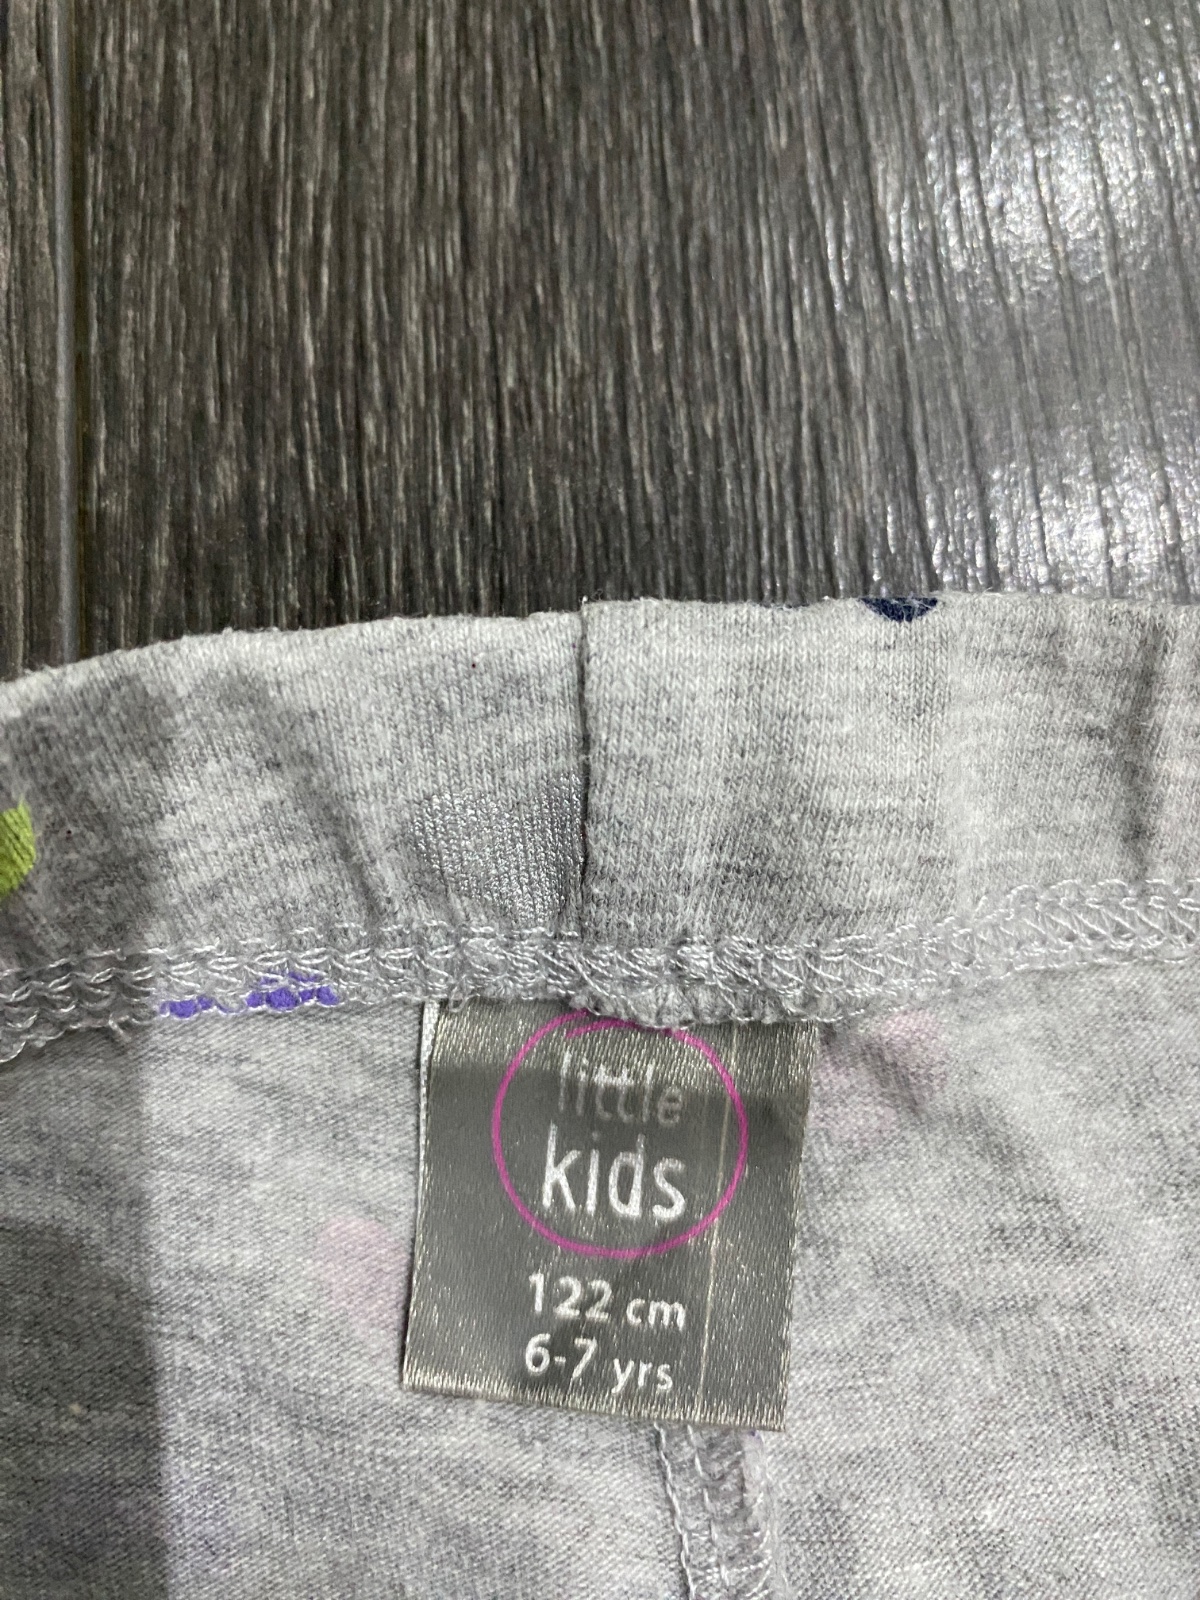 little
kids
122 cm
6-7 yrs